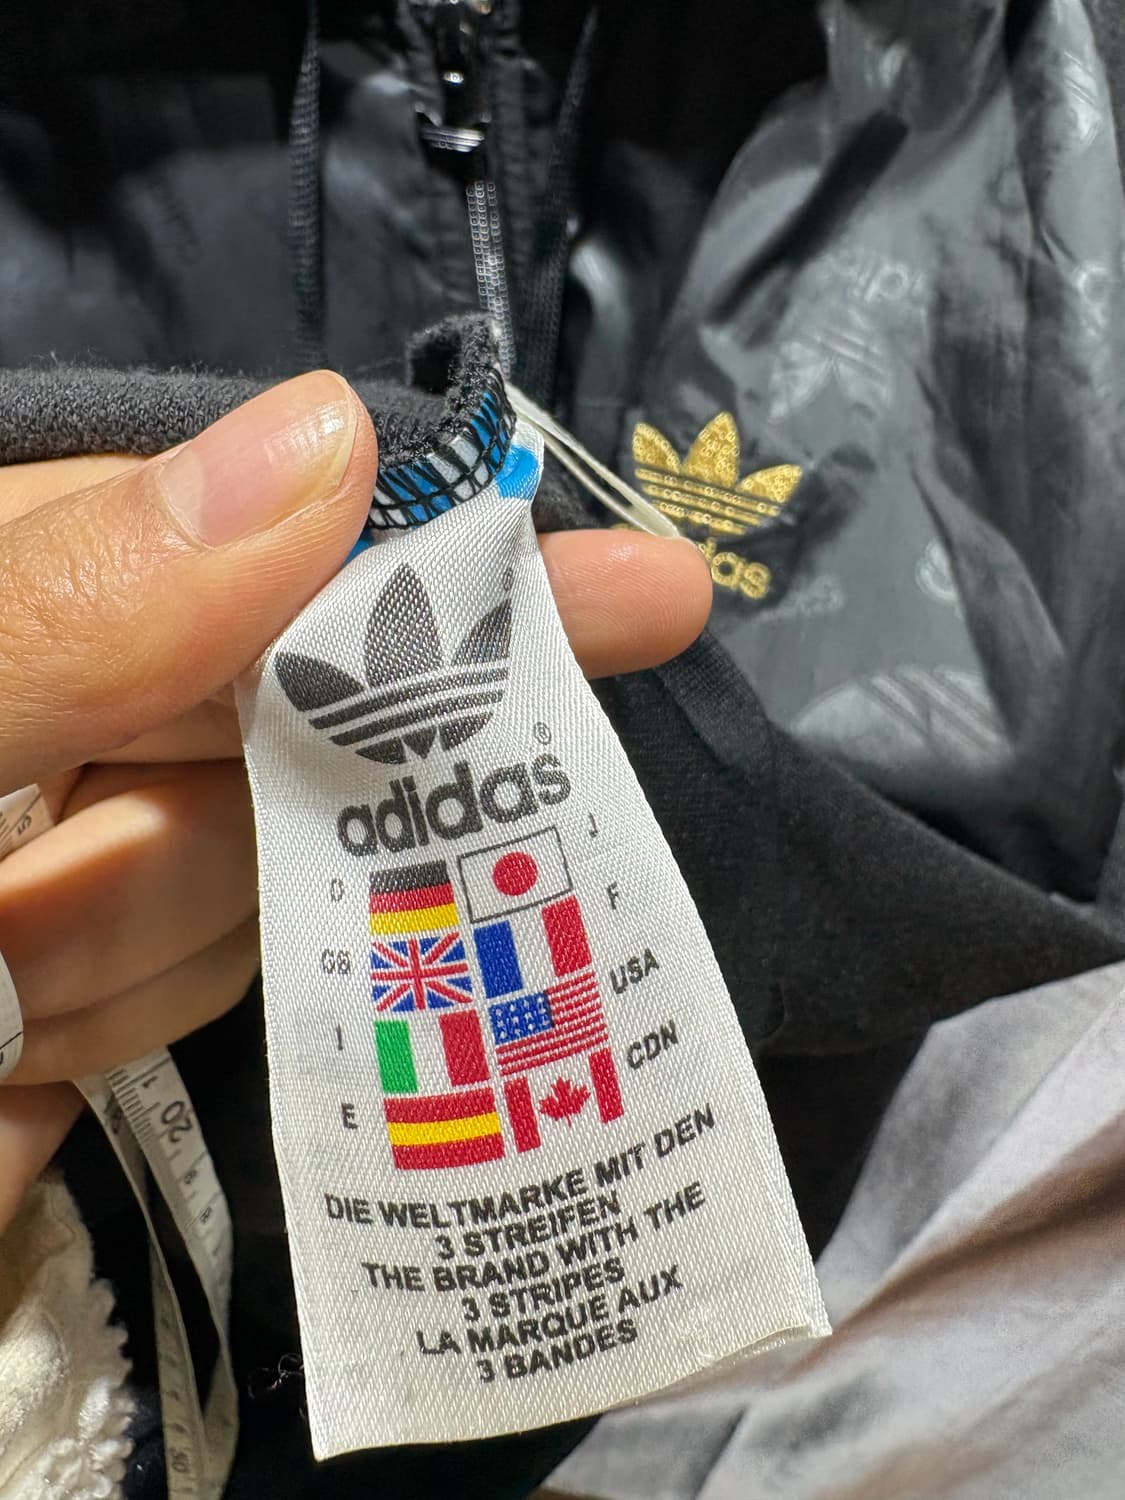 adidas®
D
J
GB
F
I
USA
E
CDN
DIE WELTMARKE MIT DEN
3 STREIFEN
THE BRAND WITH THE
3 STRIPES
LA MARQUE AUX
3 BANDES
20